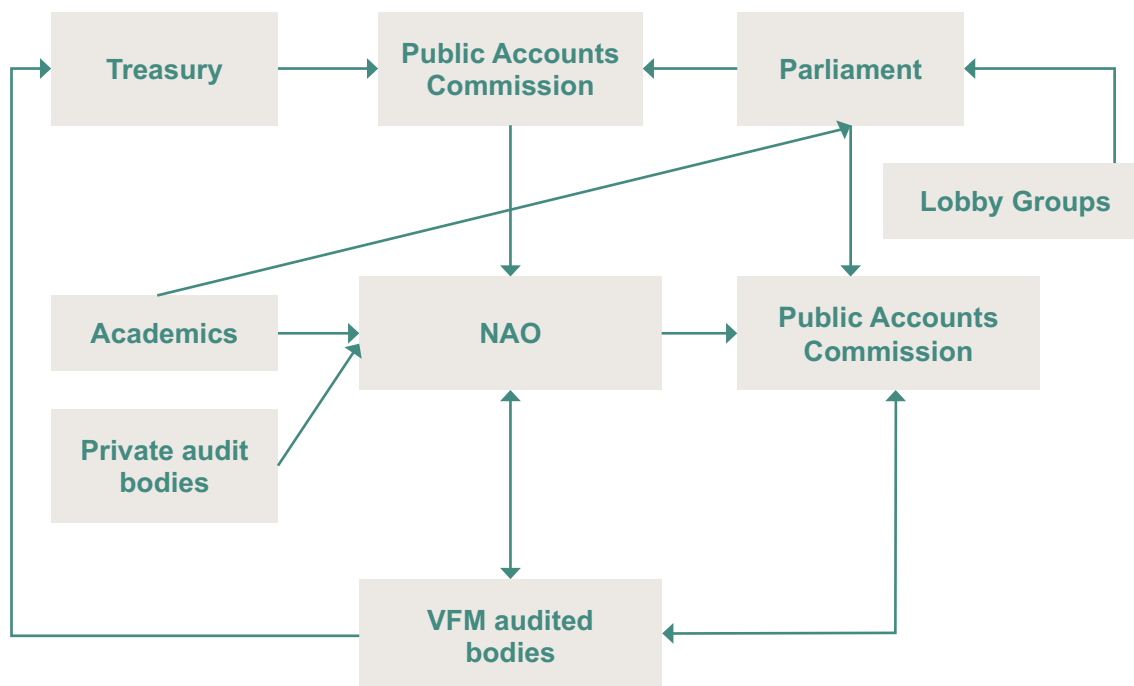 Treasury
Public Accounts
Commission
Parliament
Lobby Groups
Academics
NAO
Public Accounts
Commission
Private audit
bodies
VFM audited
bodies